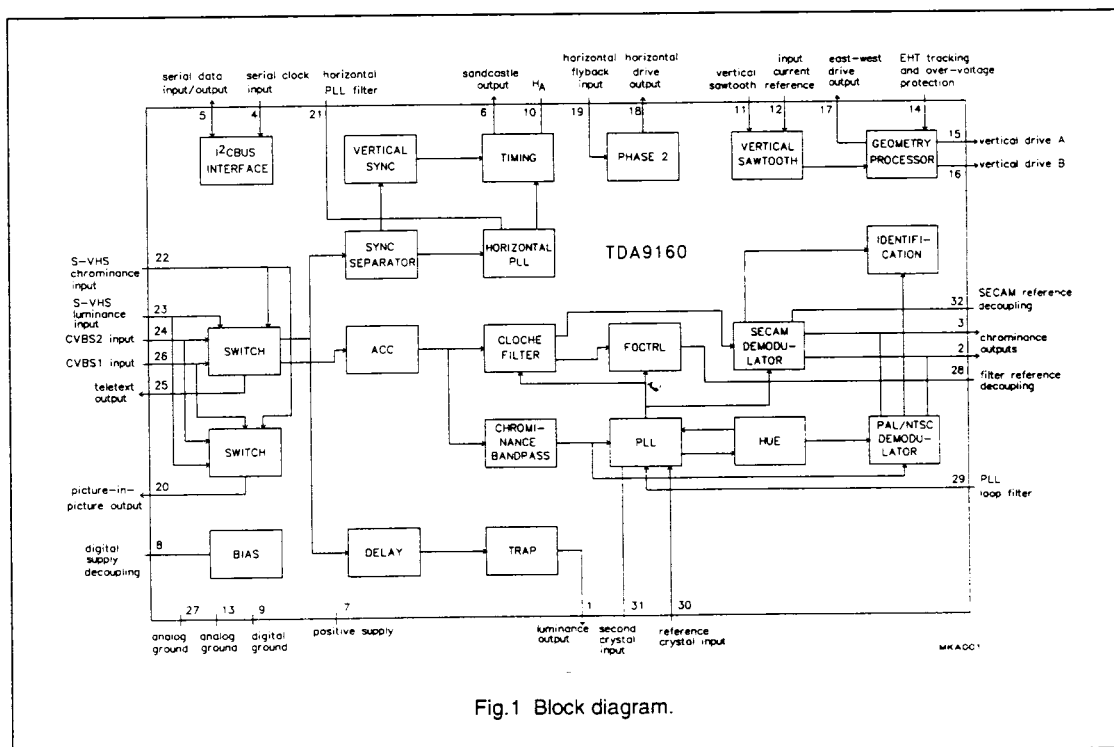 serial data
input/output
serial clock
input
horizontal
PLL filter
sandcastle
output
HA
horizontal
flyback
input
horizontal
drive
output
vertical
sawtooth
input
current
reference
east-west
drive
output
EHT tracking
and over-voltage
protection
5
4
21
6
10
19
18
11
12
17
14
I2CBUS
INTERFACE
VERTICAL
SYNC
TIMING
PHASE 2
VERTICAL
SAWTOOTH
GEOMETRY
PROCESSOR
15
vertical drive A
16
vertical drive B
SYNC
SEPARATOR
HORIZONTAL
PLL
TDA9160
IDENTIFI-
CATION
S-VHS
chrominance
input
22
S-VHS
luminance
input
23
CVBS2 input
24
CVBS1 input
26
teletext
output
25
SWITCH
ACC
CLOCHE
FILTER
FOCTRL
SECAM
DEMODU-
LATOR
32
SECAM reference
decoupling
3
chrominance
outputs
2
28
filter reference
decoupling
SWITCH
CHROMI-
NANCE
BANDPASS
PLL
HUE
PAL/NTSC
DEMODU-
LATOR
29
PLL
loop filter
picture-in-
picture output
20
digital
supply
decoupling
8
BIAS
DELAY
TRAP
27
13
9
7
1
31
30
analog
ground
analog
ground
digital
ground
positive supply
luminance
output
second
crystal
input
reference
crystal input
Fig.1 Block diagram.